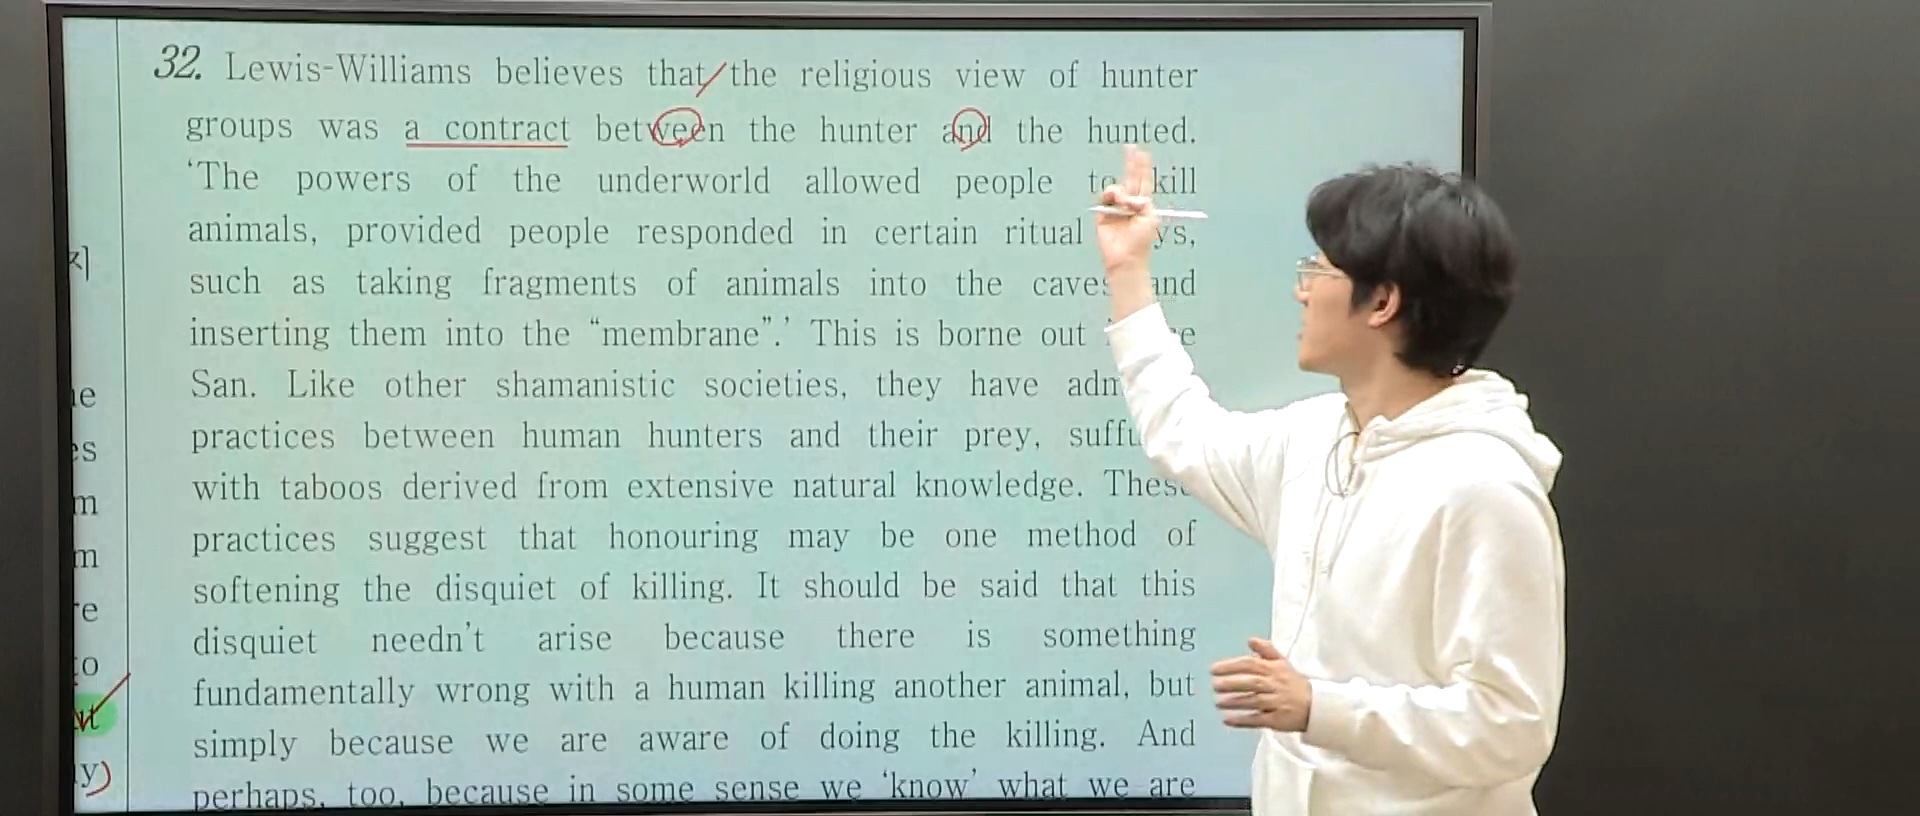 32. Lewis-Williams believes that the religious view of hunter
groups was a contract between the hunter and the hunted.
‘The powers of the underworld allowed people to kill
animals, provided people responded in certain ritual
such as taking fragments of animals into the caves and
inserting them into the “membrane”.’ This is borne out
San. Like other shamanistic societies, they have
practices between human hunters and their prey,
with taboos derived from extensive natural knowledge. These
practices suggest that honouring may be one method of
softening the disquiet of killing. It should be said that this
disquiet needn't arise because there is something
fundamentally wrong with a human killing another animal, but
simply because we are aware of doing the killing. And
perhaps, too, because in some sense we ‘know’ what we are